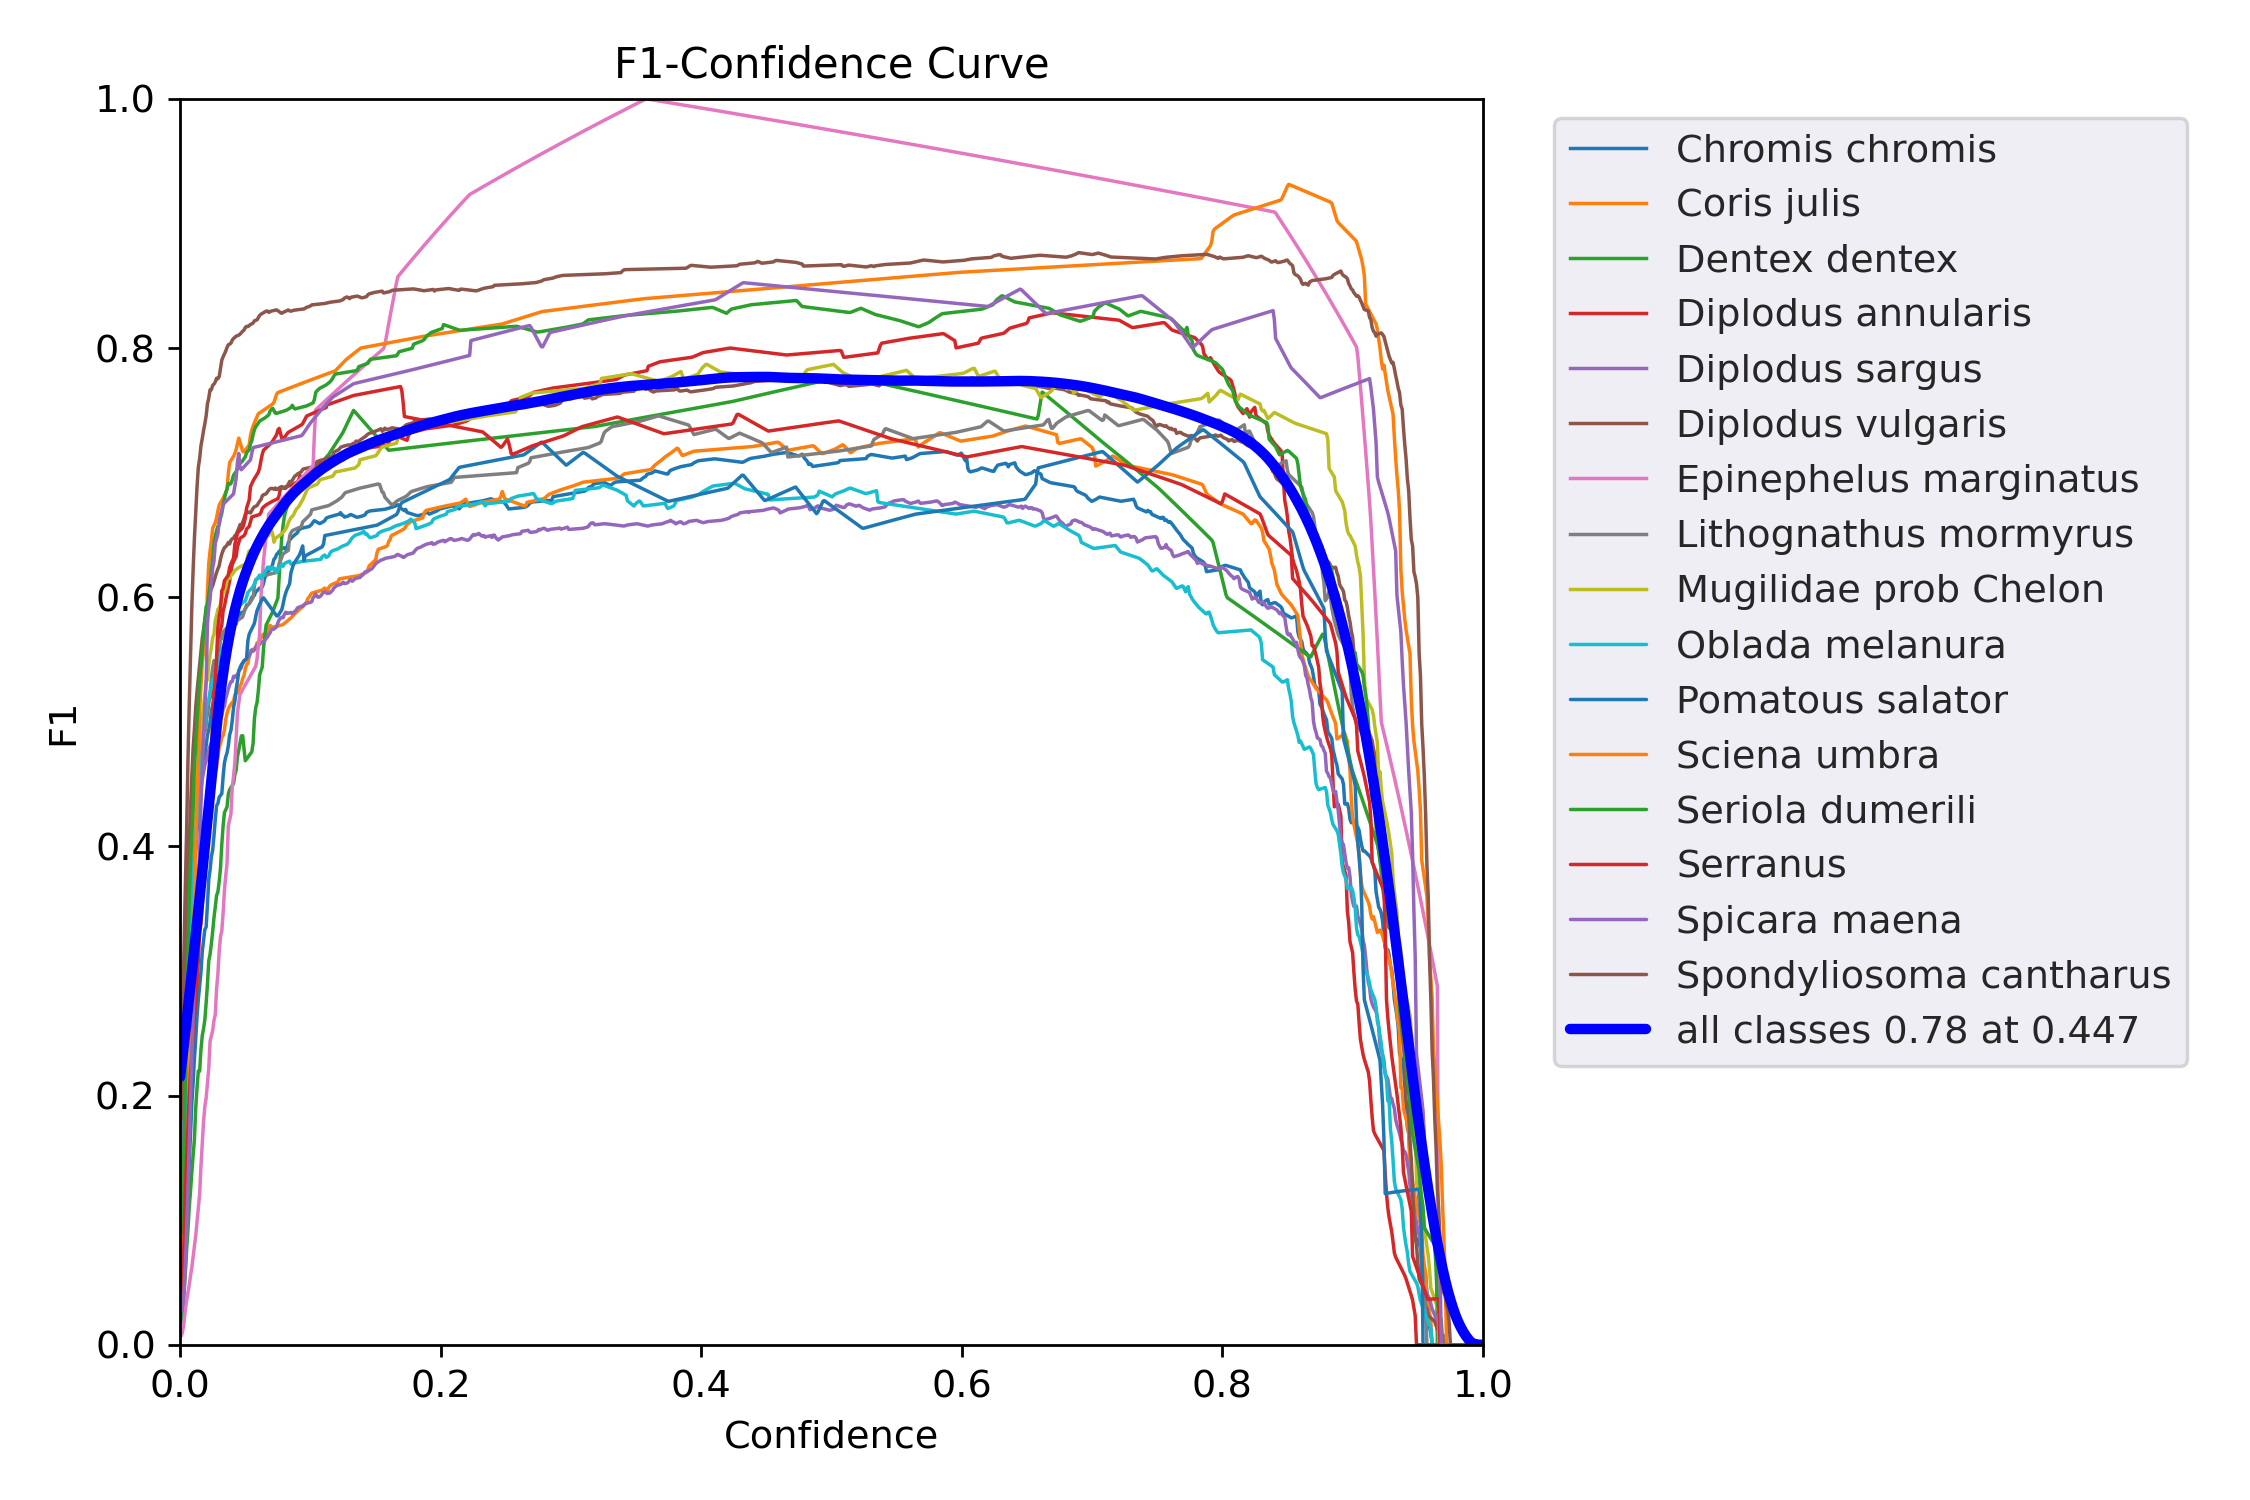 F1-Confidence Curve
1.0
0.8
0.6
0.4
0.2
0.0
F1
0.0 0.2 0.4 0.6 0.8 1.0
Confidence
Chromis chromis
Coris julis
Dentex dentex
Diplodus annularis
Diplodus sargus
Diplodus vulgaris
Epinephelus marginatus
Lithognathus mormyrus
Mugilidae prob Chelon
Oblada melanura
Pomatous salator
Sciena umbra
Seriola dumerili
Serranus
Spicara maena
Spondyliosoma cantharus
all classes 0.78 at 0.447